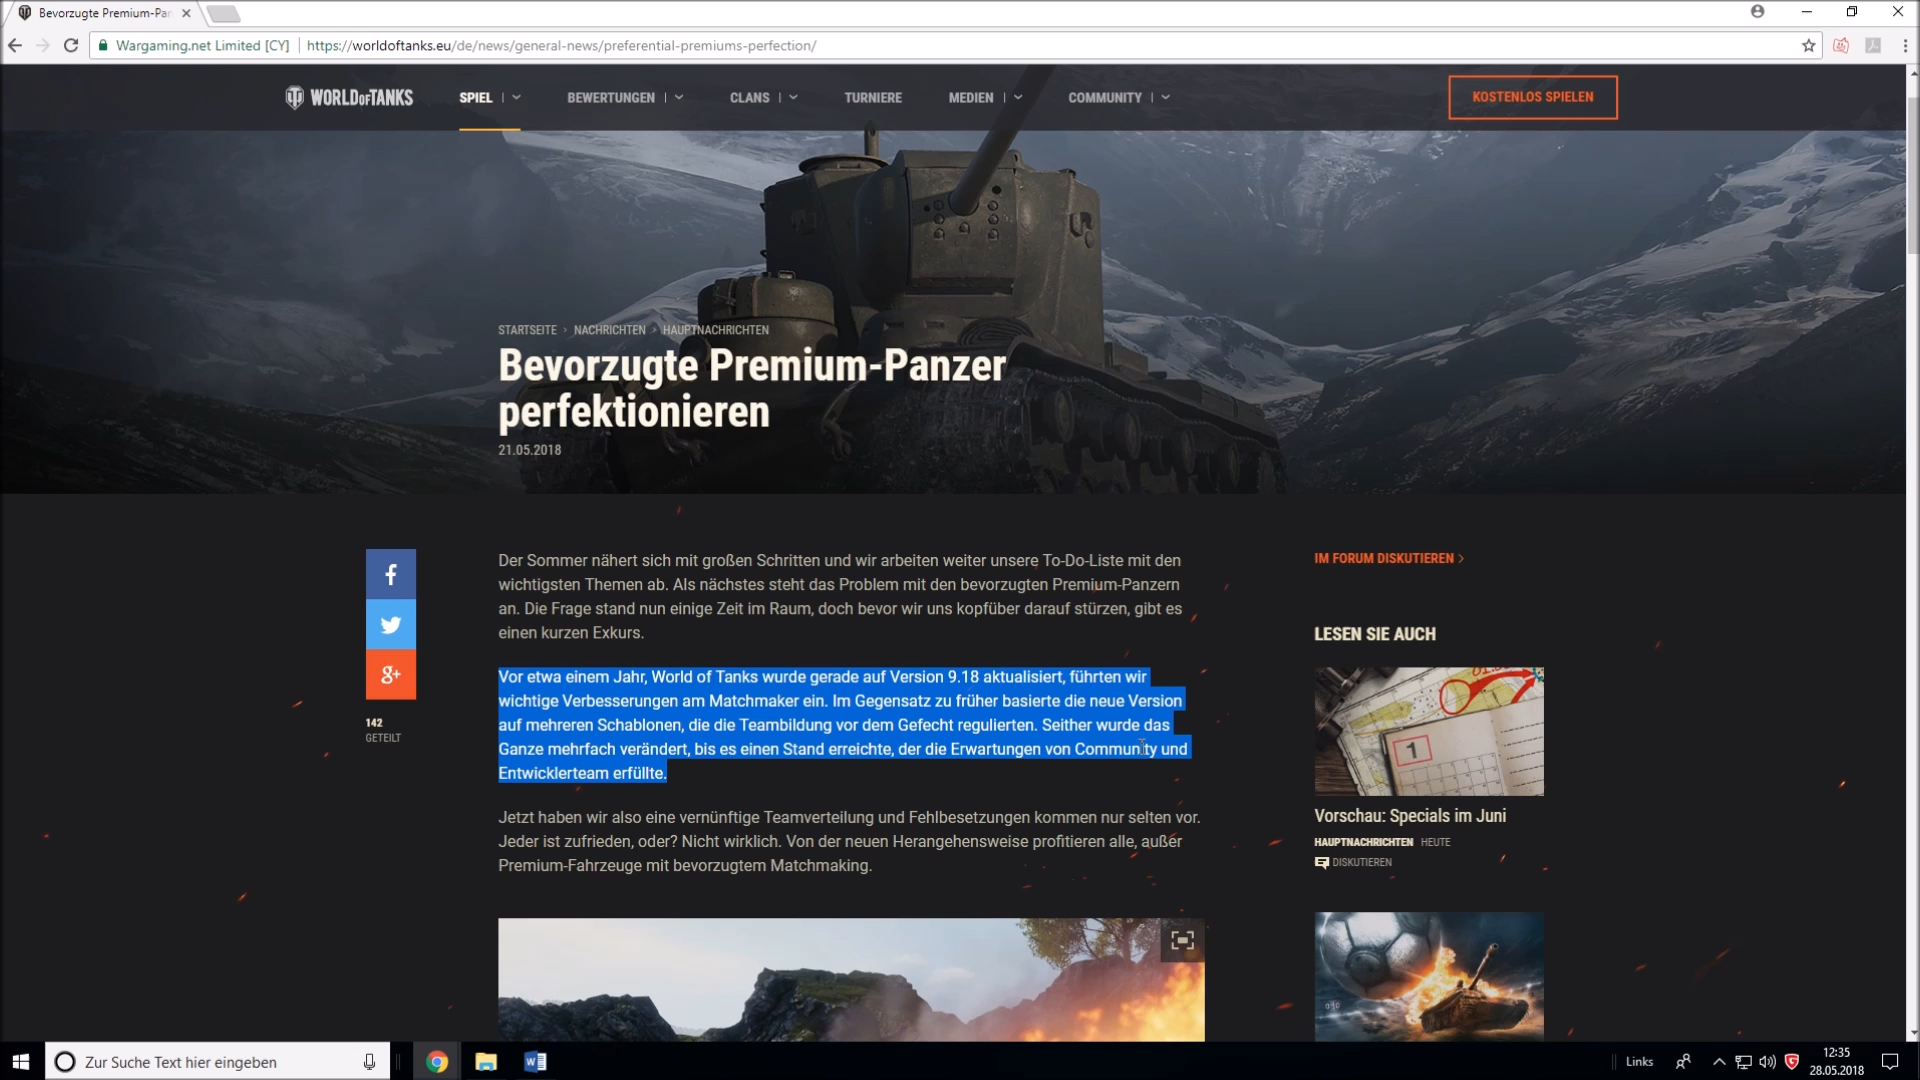 Bevorzugte Premium-Pan
Wargaming.net Limited [CY]
https://worldoftanks.eu/de/news/general-news/preferential-premiums-perfection/
WORLD OF TANKS
SPIEL
BEWERTUNGEN
CLANS
TURNIERE
MEDIEN
COMMUNITY
KOSTENLOS SPIELEN
STARTSEITE > NACHRICHTEN > HAUPTNACHRICHTEN
Bevorzugte Premium-Panzer
perfektionieren
21.05.2018
Der Sommer nähert sich mit großen Schritten und wir arbeiten weiter unsere To-Do-Liste mit den
wichtigsten Themen ab. Als nächstes steht das Problem mit den bevorzugten Premium-Panzern
an. Die Frage stand nun einige Zeit im Raum, doch bevor wir uns kopfüber darauf stürzen, gibt es
einen kurzen Exkurs.
Vor etwa einem Jahr, World of Tanks wurde gerade auf Version 9.18 aktualisiert, führten wir
wichtige Verbesserungen am Matchmaker ein. Im Gegensatz zu früher basierte die neue Version
auf mehreren Schablonen, die die Teambildung vor dem Gefecht regulierten. Seither wurde das
Ganze mehrfach verändert, bis es einen Stand erreichte, der die Erwartungen von Community und
Entwicklerteam erfüllte.
Jetzt haben wir also eine vernünftige Teamverteilung und Fehlbesetzungen kommen nur selten vor.
Jeder ist zufrieden, oder? Nicht wirklich. Von der neuen Herangehensweise profitieren alle, außer
Premium-Fahrzeuge mit bevorzugtem Matchmaking.
f
g+
142
GETEILT
IM FORUM DISKUTIEREN >
LESEN SIE AUCH
1
Vorschau: Specials im Juni
HAUPTNACHRICHTEN HEUTE
DISKUTIEREN
Zur Suche Text hier eingeben
Links
12:35
28.05.2018